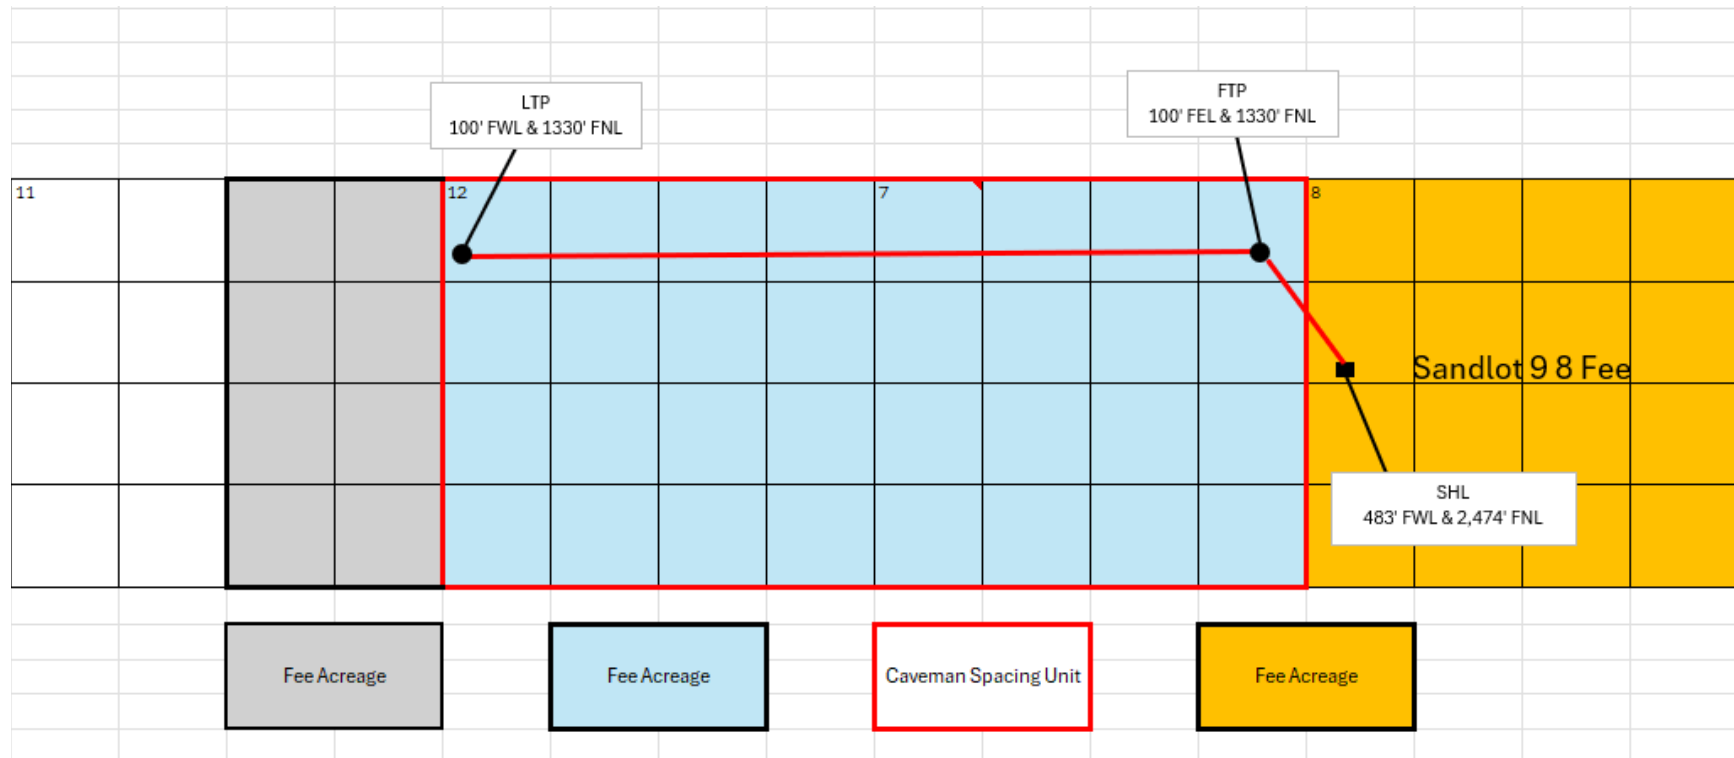 LTP
100' FWL & 1330' FNL
FTP
100' FEL & 1330' FNL
11
12
7
8
Sandlot 9 8 Fee
SHL
483' FWL & 2,474' FNL
Fee Acreage
Fee Acreage
Caveman Spacing Unit
Fee Acreage